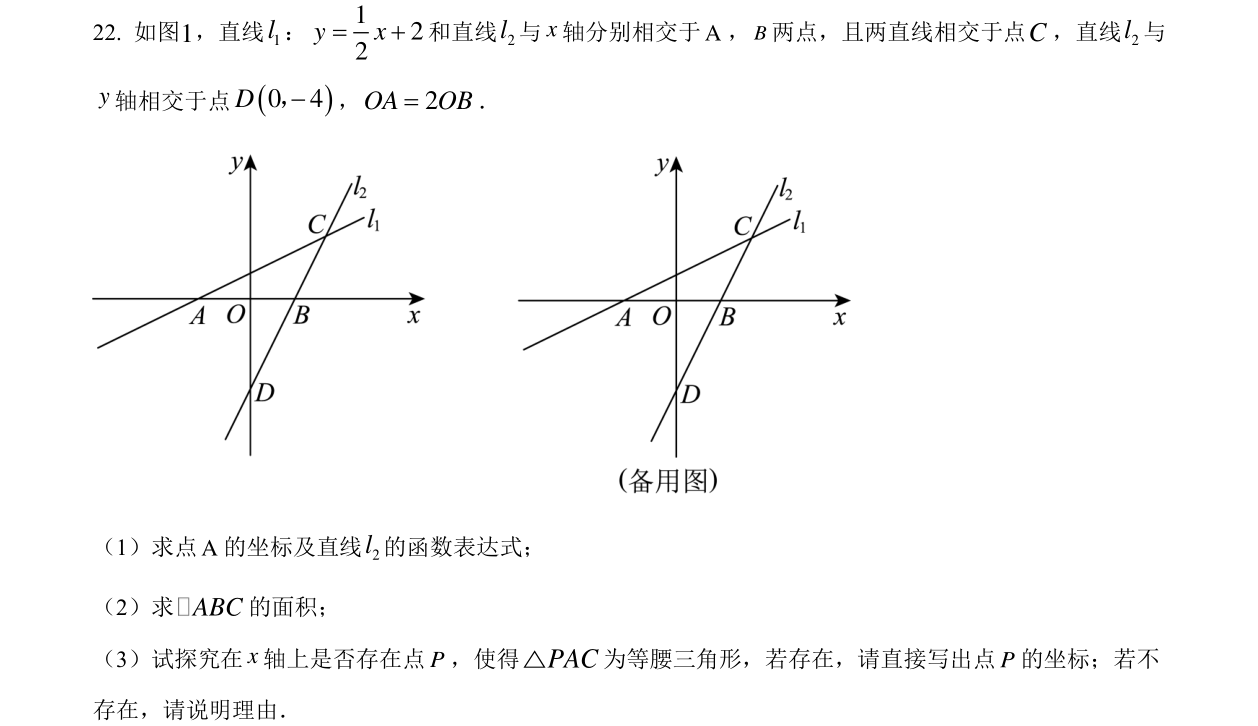 22. 如图1，直线l₁：y=1/2x+2和直线l₂与x轴分别相交于A，B两点，且两直线相交于点C，直线l₂与
y轴相交于点D(0,−4)，OA=2OB．
y l₂ C l₁ A O B x D
y l₂ C l₁ A O B x D
(备用图)
（1）求点A的坐标及直线l₂的函数表达式；
（2）求□ABC的面积；
（3）试探究在x轴上是否存在点P，使得△PAC为等腰三角形，若存在，请直接写出点P的坐标；若不
存在，请说明理由．